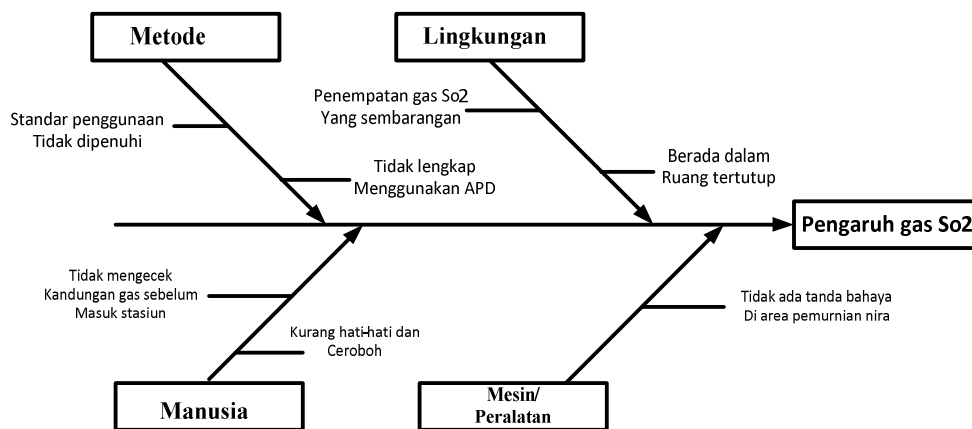 Metode
Lingkungan
Standar penggunaan
Tidak dipenuhi
Tidak lengkap
Menggunakan APD
Penempatan gas So2
Yang sembarangan
Berada dalam
Ruang tertutup
Pengaruh gas So2
Tidak mengecek
Kandungan gas sebelum
Masuk stasiun
Kurang hati-hati dan
Ceroboh
Tidak ada tanda bahaya
Di area pemurnian nira
Manusia
Mesin/
Peralatan